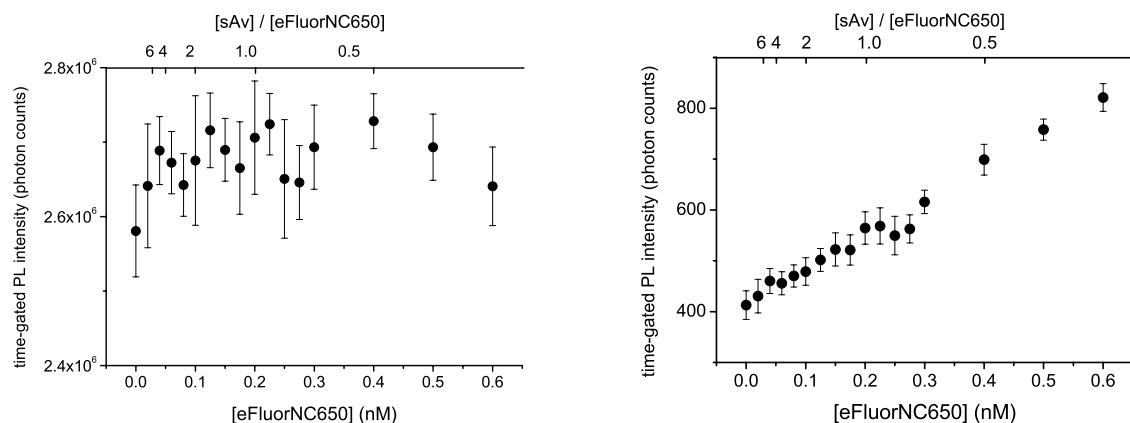 [sAv] / [eFluorNC650]
6 4 2 1.0 0.5
2.8x10⁶
2.6x10⁶
2.4x10⁶
time-gated PL intensity (photon counts)
0.0 0.1 0.2 0.3 0.4 0.5 0.6
[eFluorNC650] (nM)
[sAv] / [eFluorNC650]
6 4 2 1.0 0.5
800
600
400
time-gated PL intensity (photon counts)
0.0 0.1 0.2 0.3 0.4 0.5 0.6
[eFluorNC650] (nM)